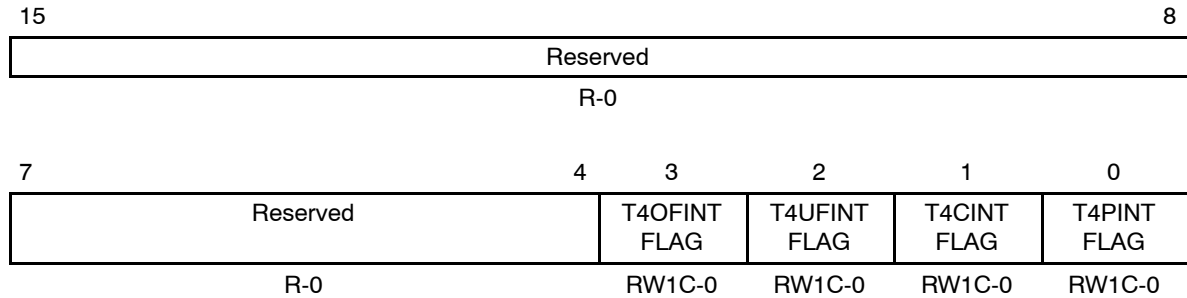 15 8
Reserved
R-0
7 4 3 2 1 0
Reserved T4OFINT FLAG T4UFINT FLAG T4CINT FLAG T4PINT FLAG
R-0 RW1C-0 RW1C-0 RW1C-0 RW1C-0